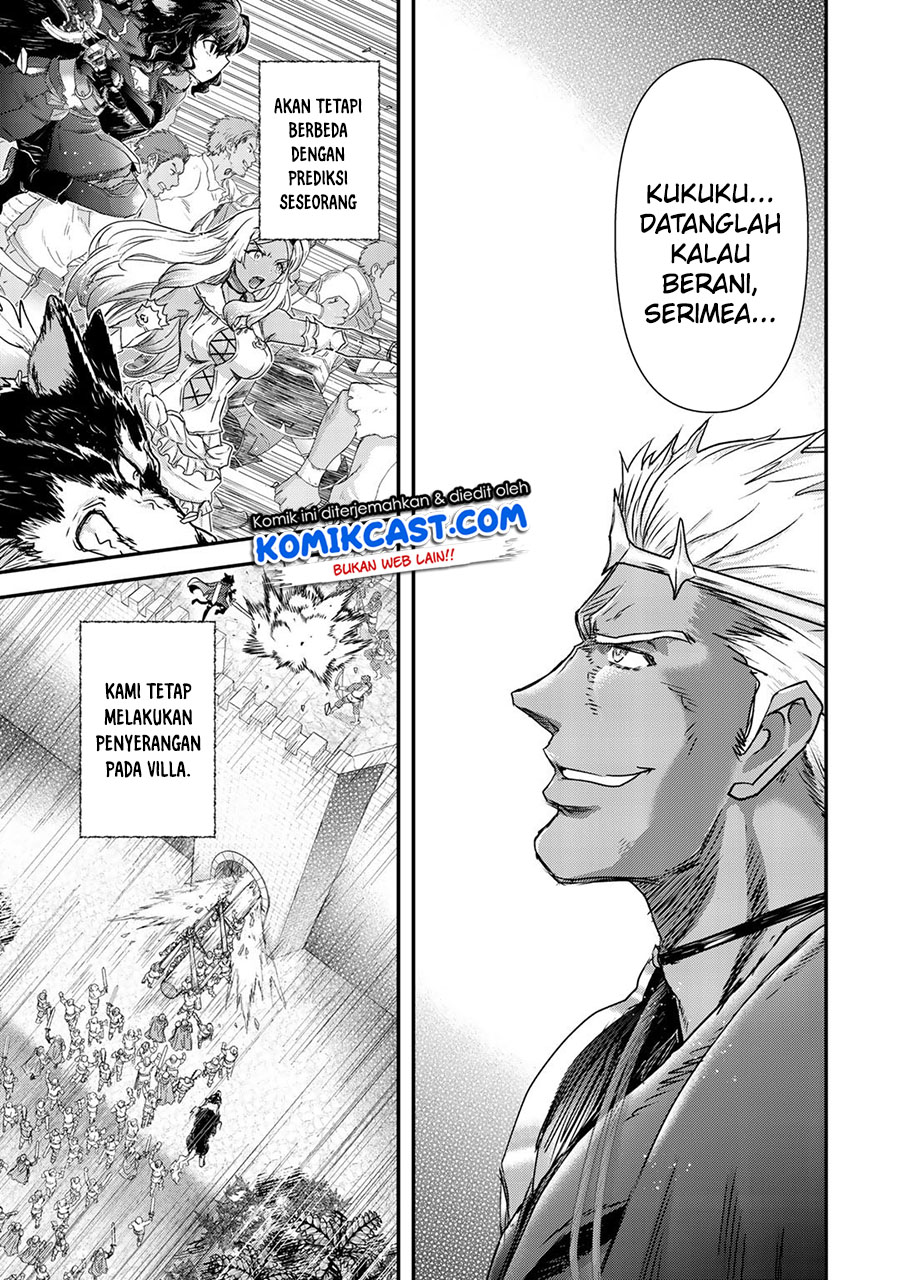 KUKUKU...
DATANGLAH
KALAU
BERANI,
SERIMEA...
AKAN TETAPI
BERBEDA
DENGAN
PREDIKSI
SESEORANG
Komik ini diterjemahkan & diedit oleh
KOMIKCAST.COM
BUKAN WEB LAIN!!
KAMI TETAP
MELAKUKAN
PENYERANGAN
PADA VILLA.